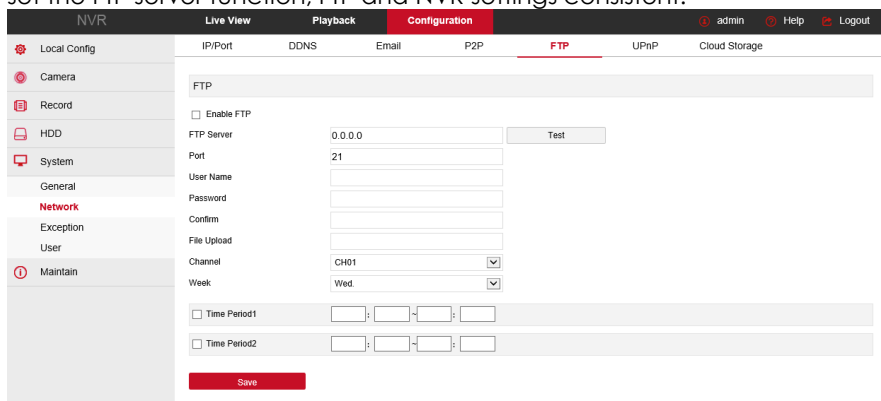 set the FTP server function, FTP and NVR settings consistent.
NVR Live View Playback Configuration admin Help Logout
Local Config IP/Port DDNS Email P2P FTP UPnP Cloud Storage
Camera
FTP
Record
Enable FTP
HDD FTP Server 0.0.0.0 Test
System Port 21
General User Name
Network Password
Exception Confirm
User File Upload
Maintain Channel CH01
Week Wed.
Time Period1 : ~ :
Time Period2 : ~ :
Save